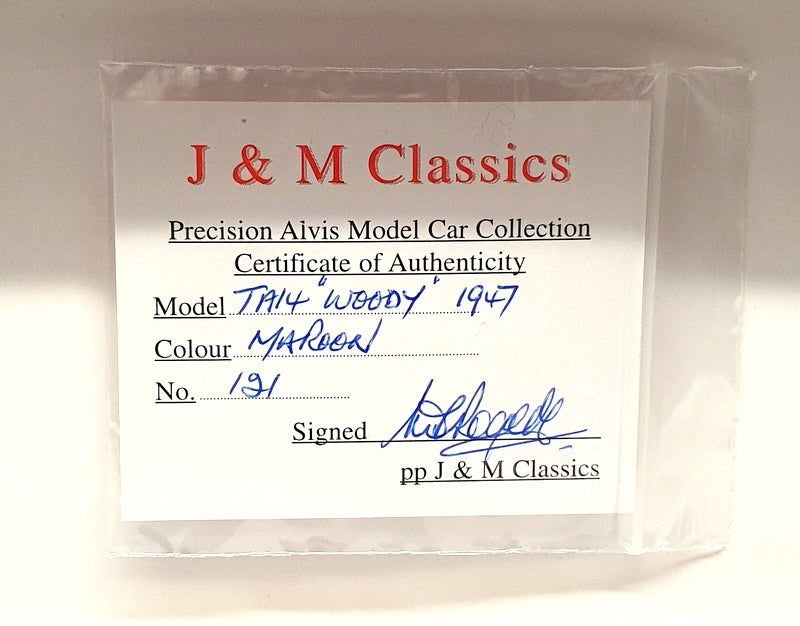 J & M Classics
Precision Alvis Model Car Collection
Certificate of Authenticity
Model TA14 "WOODY" 1947
Colour MAROON
No. 121
Signed
pp J & M Classics